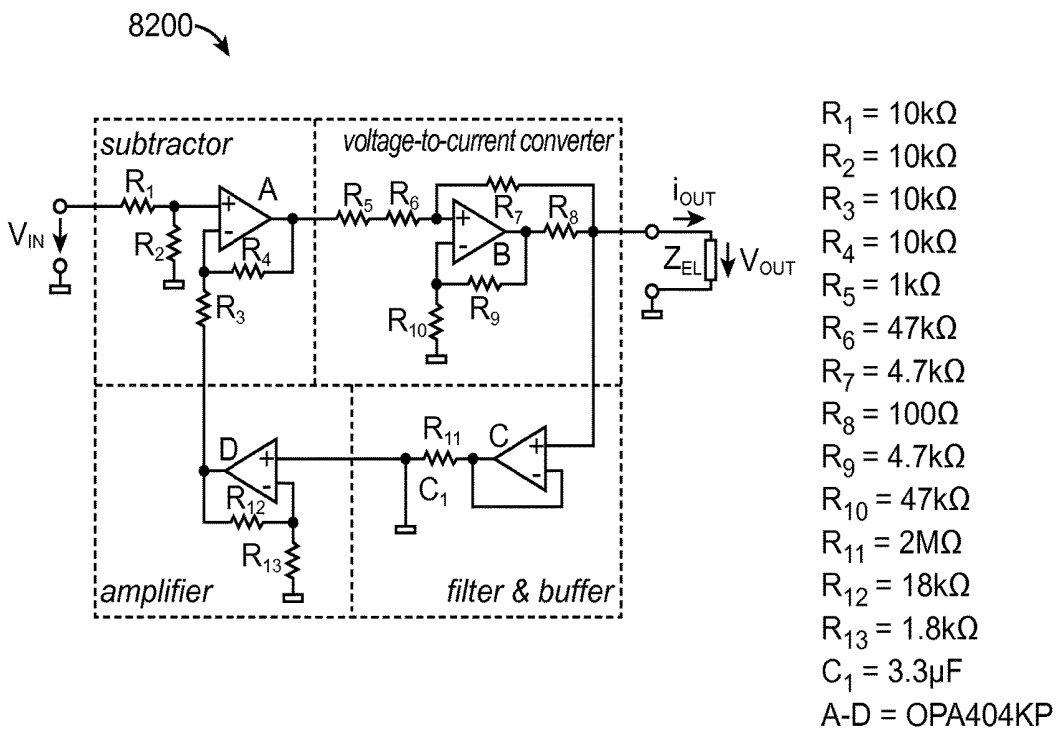 8200
subtractor
voltage-to-current converter
R1
A
+
-
R2
R4
R3
VIN
R5
R6
+
-
B
R7
R8
R9
R10
iOUT
ZEL
VOUT
D
+
-
R12
R13
R11
C1
C
+
-
amplifier
filter & buffer
R1 = 10kΩ
R2 = 10kΩ
R3 = 10kΩ
R4 = 10kΩ
R5 = 1kΩ
R6 = 47kΩ
R7 = 4.7kΩ
R8 = 100Ω
R9 = 4.7kΩ
R10 = 47kΩ
R11 = 2MΩ
R12 = 18kΩ
R13 = 1.8kΩ
C1 = 3.3µF
A-D = OPA404KP